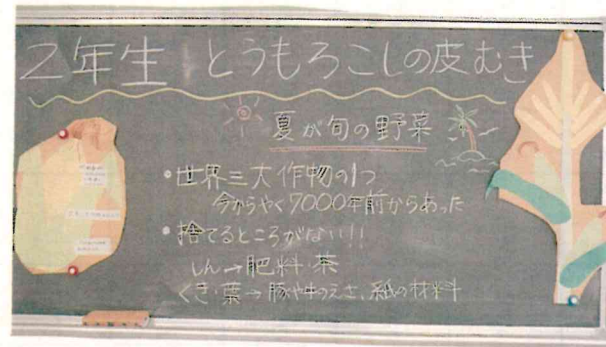 2年生 とうもろこしの皮むき
夏が旬の野菜
・世界三大作物の1つ
今からやく7000年前からあった
・捨てるところがない!!
しん→肥料・茶
くき・葉→豚や牛のえさ、紙の材料